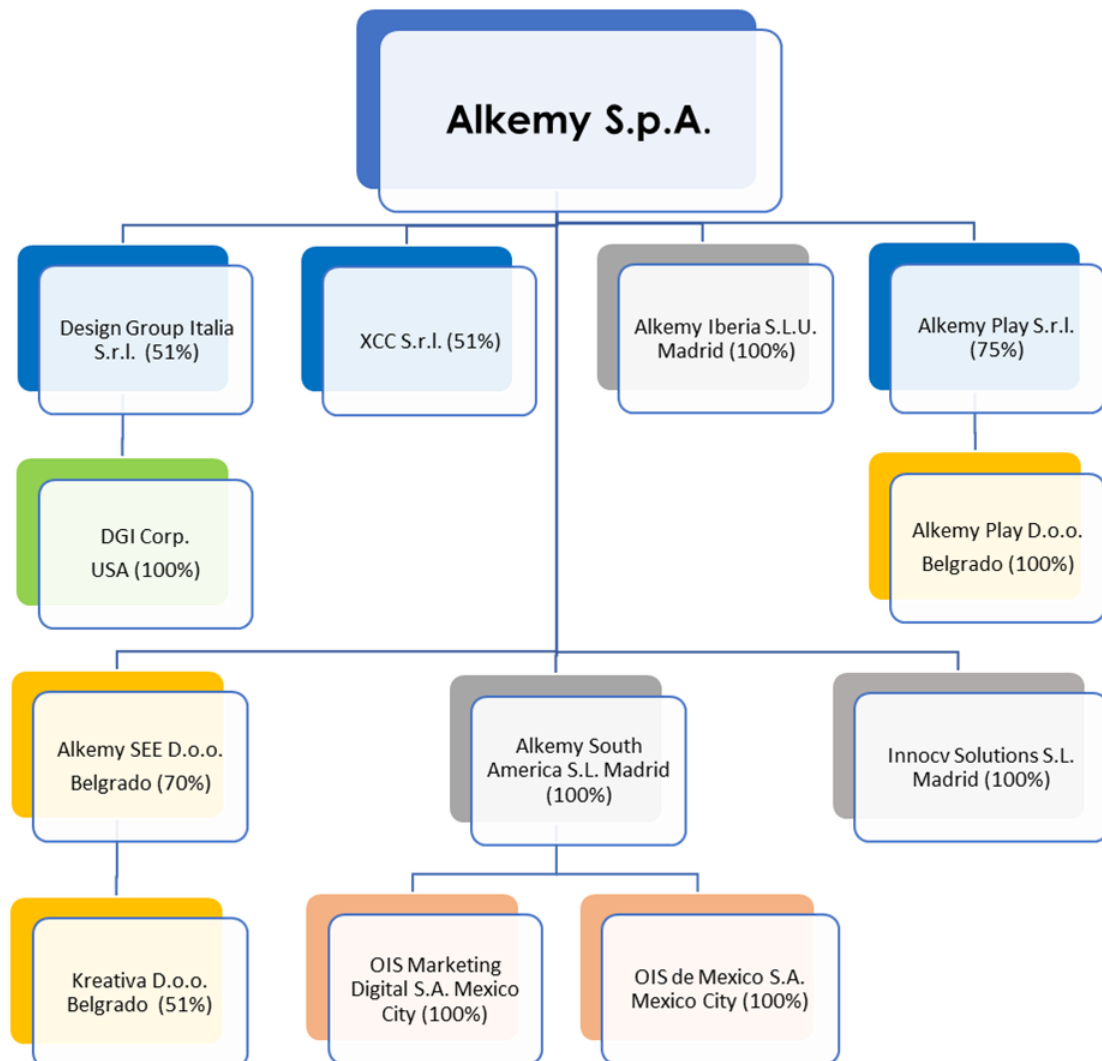 Alkemy S.p.A.
Design Group Italia
S.r.l. (51%)
XCC S.r.l. (51%)
Alkemy Iberia S.L.U.
Madrid (100%)
Alkemy Play S.r.l.
(75%)
DGI Corp.
USA (100%)
Alkemy Play D.o.o.
Belgrado (100%)
Alkemy SEE D.o.o.
Belgrado (70%)
Alkemy South
America S.L. Madrid
(100%)
Innocv Solutions S.L.
Madrid (100%)
Kreativa D.o.o.
Belgrado (51%)
OIS Marketing
Digital S.A. Mexico
City (100%)
OIS de Mexico S.A.
Mexico City (100%)